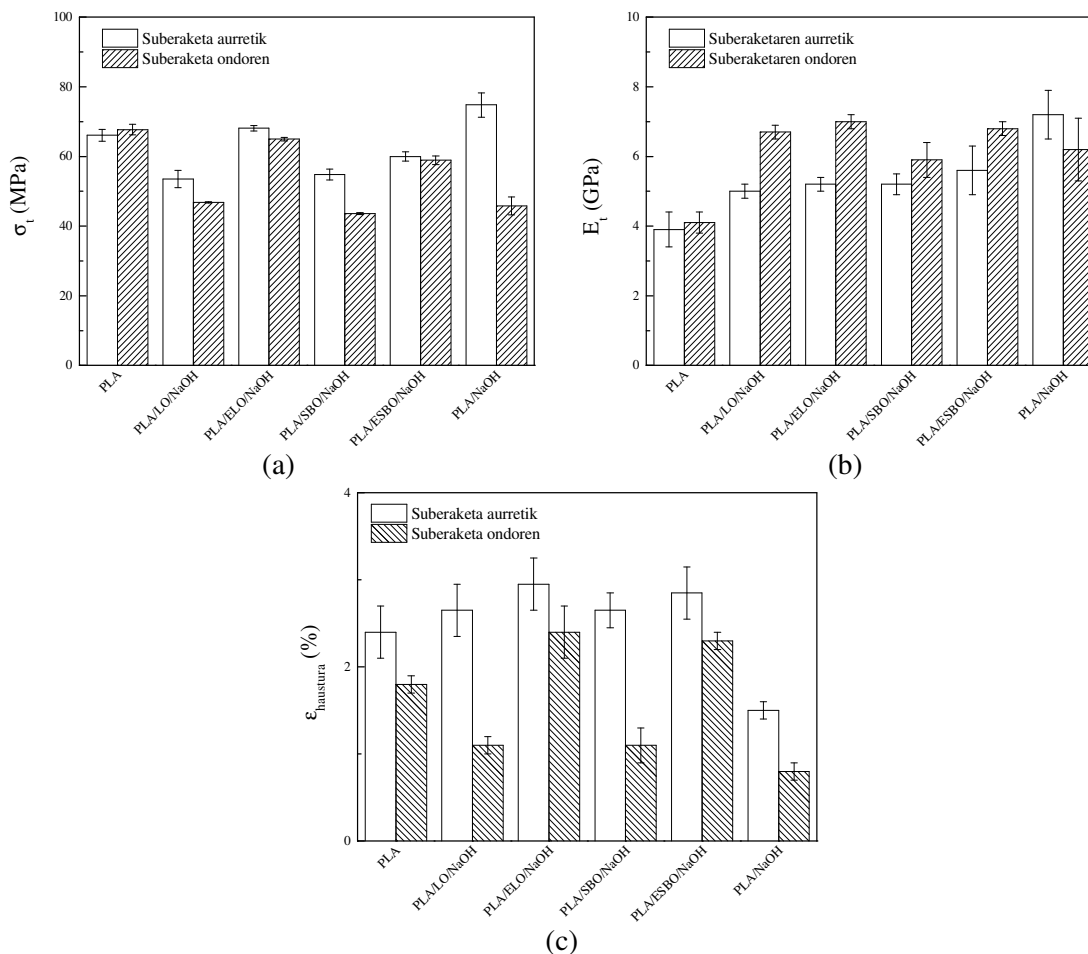 100
80
60
40
20
0
σt (MPa)
Suberaketa aurretik
Suberaketa ondoren
PLA
PLA/LO/NaOH
PLA/ELO/NaOH
PLA/SBO/NaOH
PLA/ESBO/NaOH
PLA/NaOH
(a)
10
8
6
4
2
0
Et (GPa)
Suberaketaren aurretik
Suberaketaren ondoren
PLA
PLA/LO/NaOH
PLA/ELO/NaOH
PLA/SBO/NaOH
PLA/ESBO/NaOH
PLA/NaOH
(b)
4
2
0
εhaustura (%)
Suberaketa aurretik
Suberaketa ondoren
PLA
PLA/LO/NaOH
PLA/ELO/NaOH
PLA/SBO/NaOH
PLA/ESBO/NaOH
PLA/NaOH
(c)